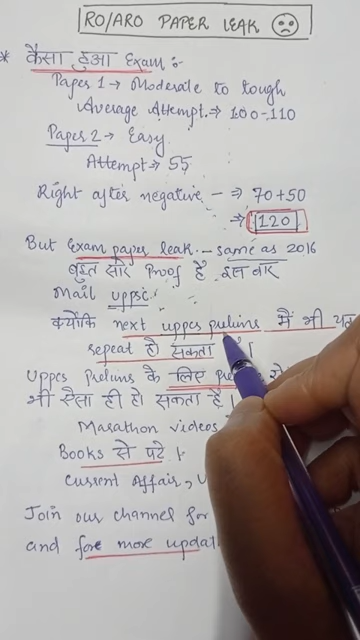 RO/ARO PAPER LEAK
* कैसा हुआ Exam :-
Paper 1 → Moderate to tough
Average Attempt. → 100-110
Paper 2 → Easy
Attempt → 55
Right after negative - ⇒ 70+50
⇒ 120
But Exam paper leak. - same as 2016
बहुत सारे Proof है इस बार
Mail uppsc.
क्योंकि next uppcs prelims में भी
repeat हो सकता
Uppcs Prelims के लिए
भी ऐसा ही हो सकता है।
Marathon videos
Books से पढे ।
Current Affair,
Join our channel for
and for more updat